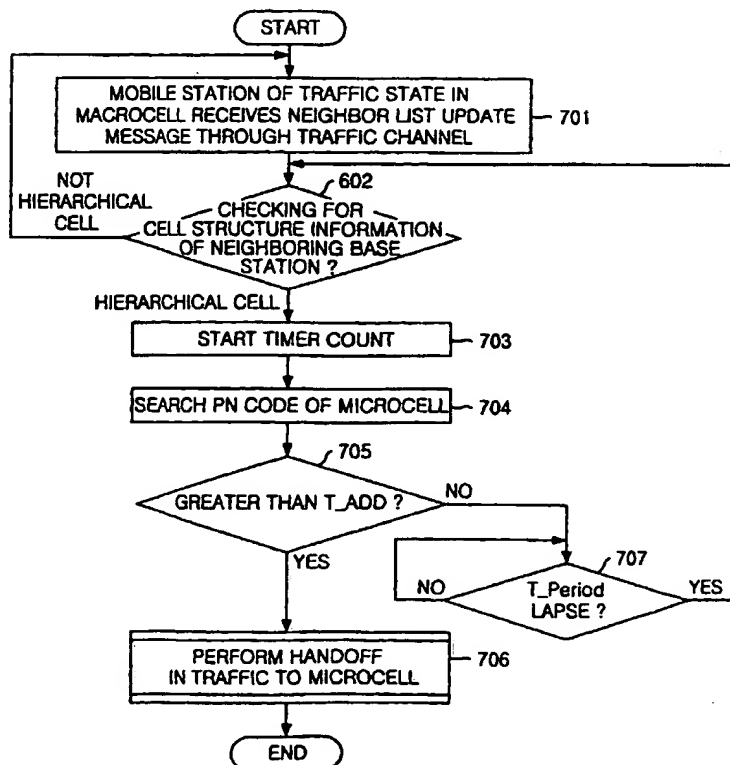 START
MOBILE STATION OF TRAFFIC STATE IN
MACROCELL RECEIVES NEIGHBOR LIST UPDATE
MESSAGE THROUGH TRAFFIC CHANNEL
701
NOT
HIERARCHICAL
CELL
602
CHECKING FOR
CELL STRUCTURE INFORMATION
OF NEIGHBORING BASE
STATION ?
HIERARCHICAL CELL
START TIMER COUNT
703
SEARCH PN CODE OF MICROCELL
704
705
GREATER THAN T_ADD ?
NO
YES
707
NO
T_Period
LAPSE ?
YES
PERFORM HANDOFF
IN TRAFFIC TO MICROCELL
706
END